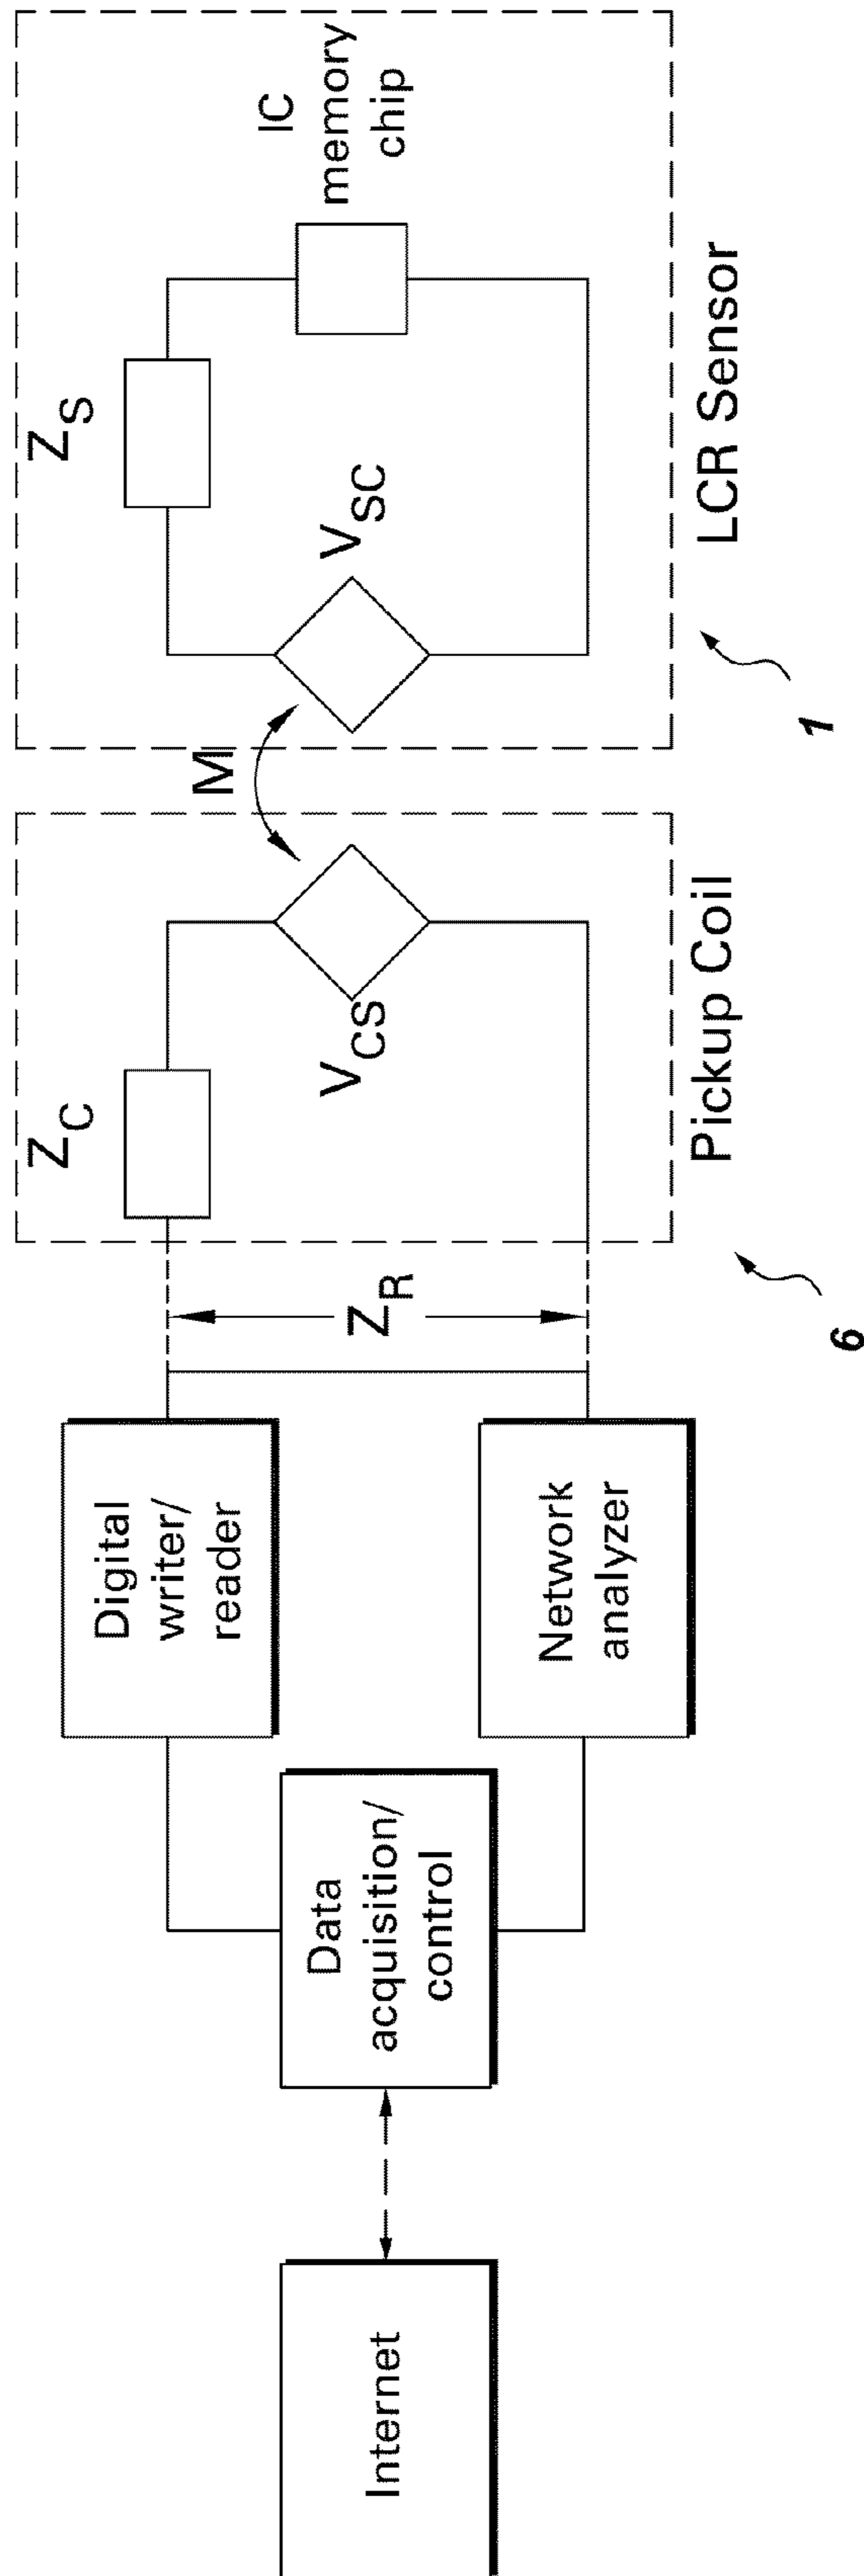 Internet
Data
acquisition/
control
Digital
writer/
reader
Network
analyzer
Z_R
Z_C
V_CS
Pickup Coil
6
M
Z_S
V_SC
IC
memory
chip
LCR Sensor
1